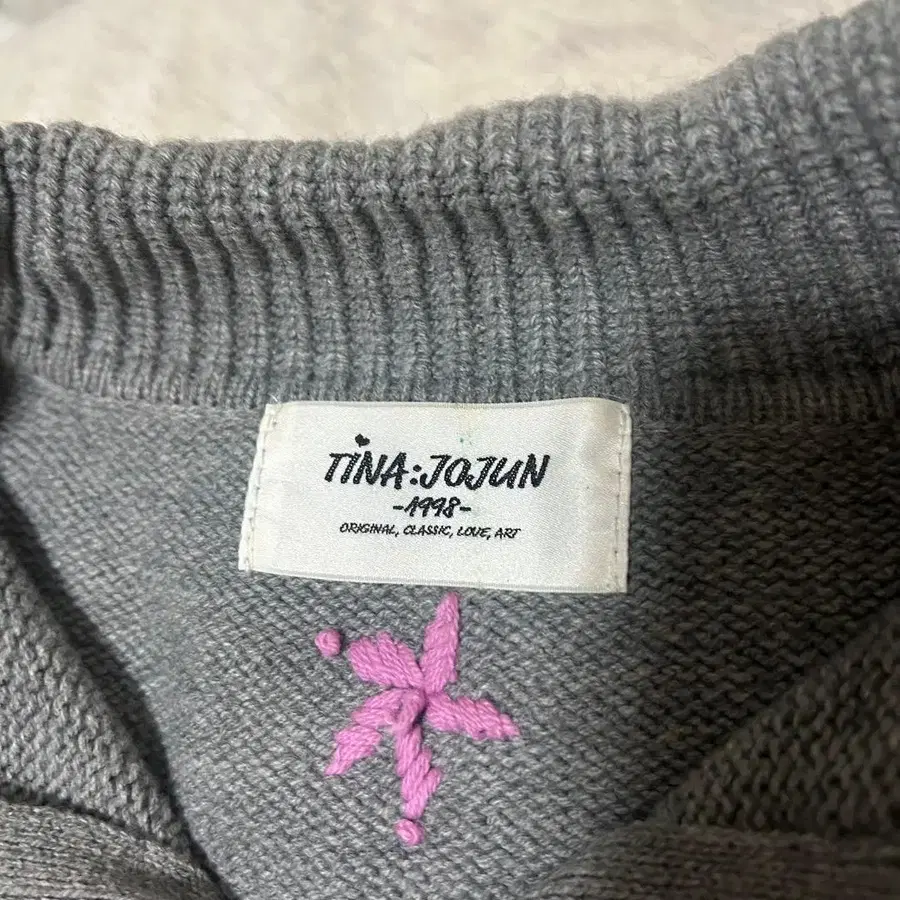 TINA:JOJUN
-1998-
ORIGINAL, CLASSIC, LOVE, ART